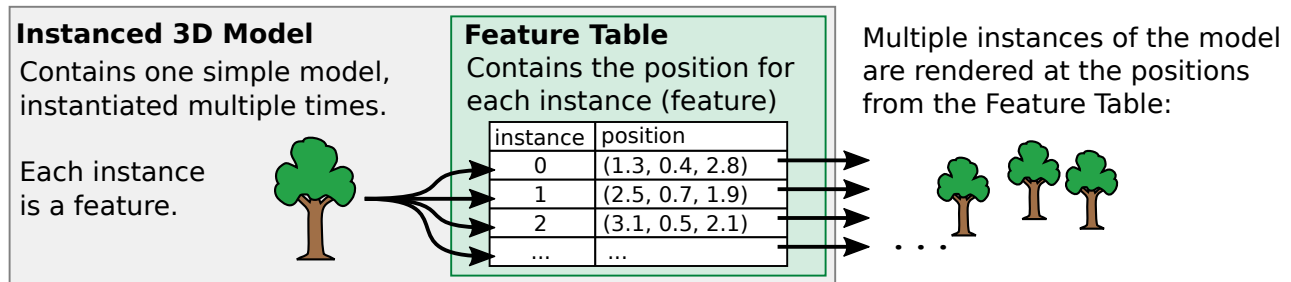 Instanced 3D Model
Contains one simple model,
instantiated multiple times.
Each instance
is a feature.
Feature Table
Contains the position for
each instance (feature)
instance position
0 (1.3, 0.4, 2.8)
1 (2.5, 0.7, 1.9)
2 (3.1, 0.5, 2.1)
... ...
Multiple instances of the model
are rendered at the positions
from the Feature Table:
. . .